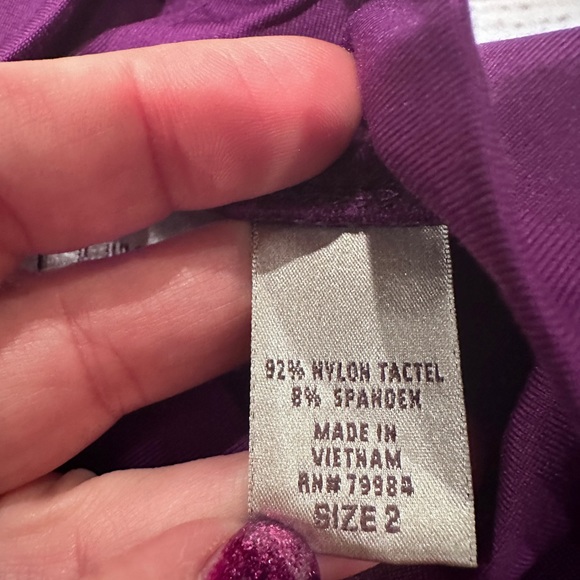 92% NYLON TACTEL
8% SPANDEX
MADE IN
VIETNAM
RN# 79984
SIZE 2